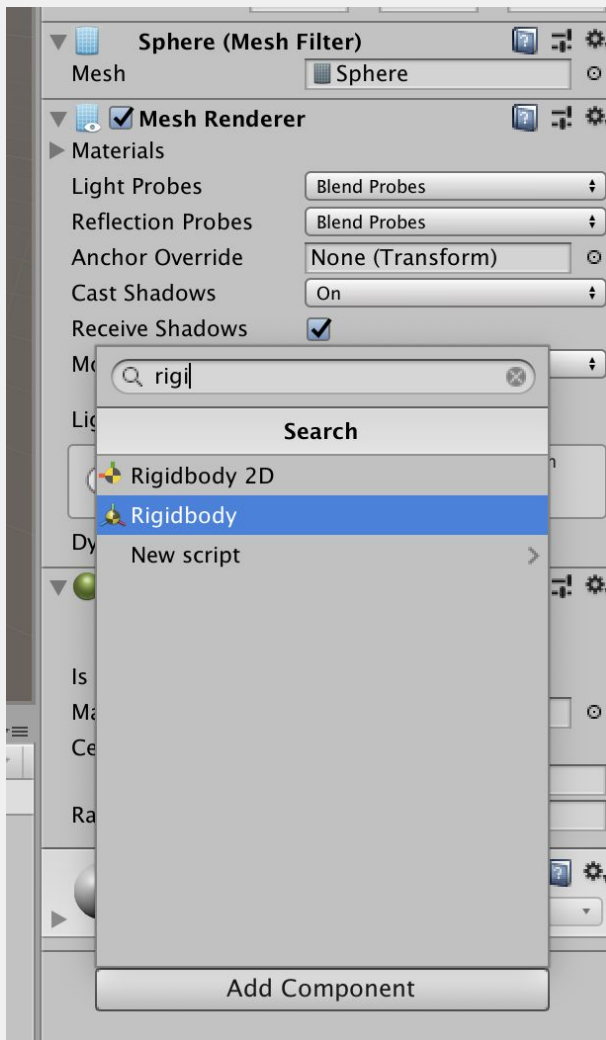 Sphere (Mesh Filter)
Mesh Sphere
Mesh Renderer
Materials
Light Probes Blend Probes
Reflection Probes Blend Probes
Anchor Override None (Transform)
Cast Shadows On
Receive Shadows
rigi
Search
Rigidbody 2D
Rigidbody
New script
Is
Add Component